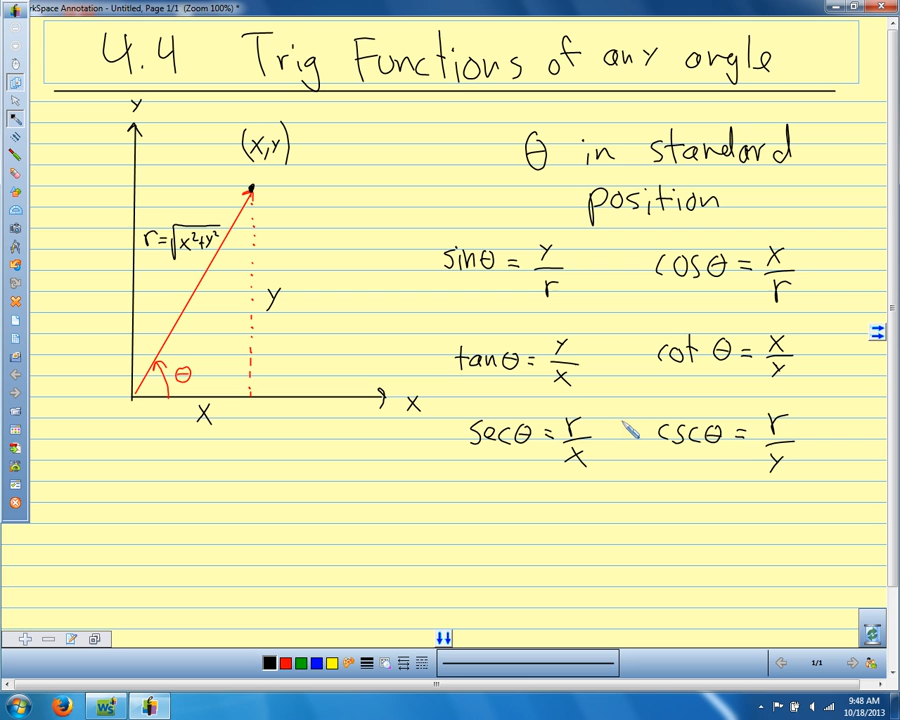 rkSpace Annotation - Untitled, Page 1/1 (Zoom 100%) *
4.4 Trig Functions of any angle
y
(x,y)
r=√x²+y²
y
θ
x
x
θ in standard
position
sinθ = y/r cosθ = x/r
tanθ = y/x cot θ = x/y
secθ = r/x cscθ = r/y
1/1
9:48 AM
10/18/2013